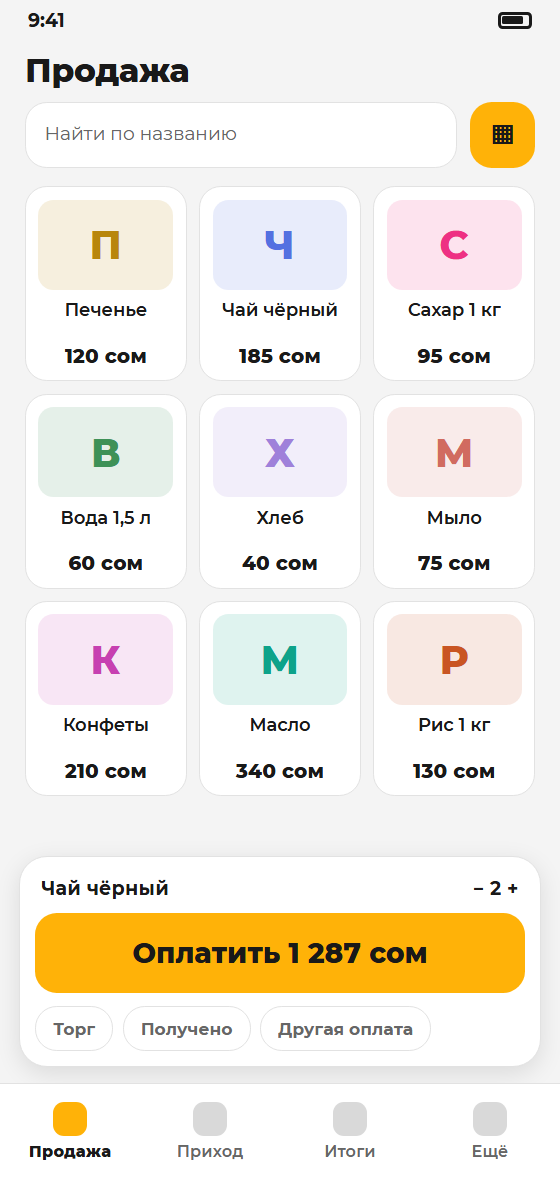 9:41
Продажа
Найти по названию
П Ч С
Печенье Чай чёрный Сахар 1 кг
120 сом 185 сом 95 сом
В Х М
Вода 1,5 л Хлеб Мыло
60 сом 40 сом 75 сом
К М Р
Конфеты Масло Рис 1 кг
210 сом 340 сом 130 сом
Чай чёрный – 2 +
Оплатить 1 287 сом
Торг Получено Другая оплата
Продажа Приход Итоги Ещё